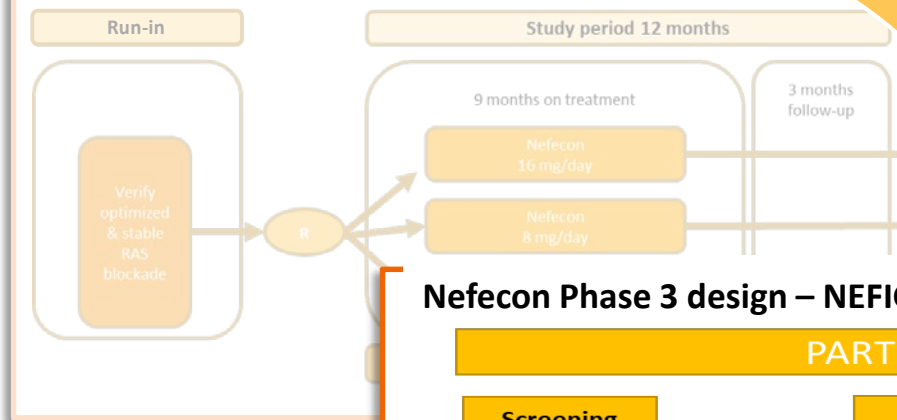 Run-in
Study period 12 months
9 months on treatment
3 months
follow-up
Nefecon
16 mg/day
Verify
optimized
& stable
RAS
blockade
R
Nefecon
8 mg/day
Nefecon Phase 3 design – NEFI
PART
Screening